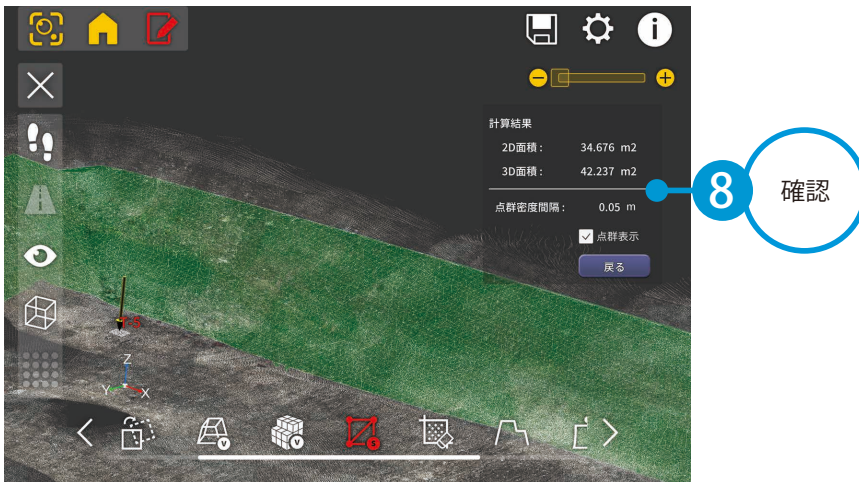 計算結果
2D面積： 34.676 m2
3D面積： 42.237 m2
点群密度間隔： 0.05 m
点群表示
戻る
8 確認
T-5
Z
Y X
V V S